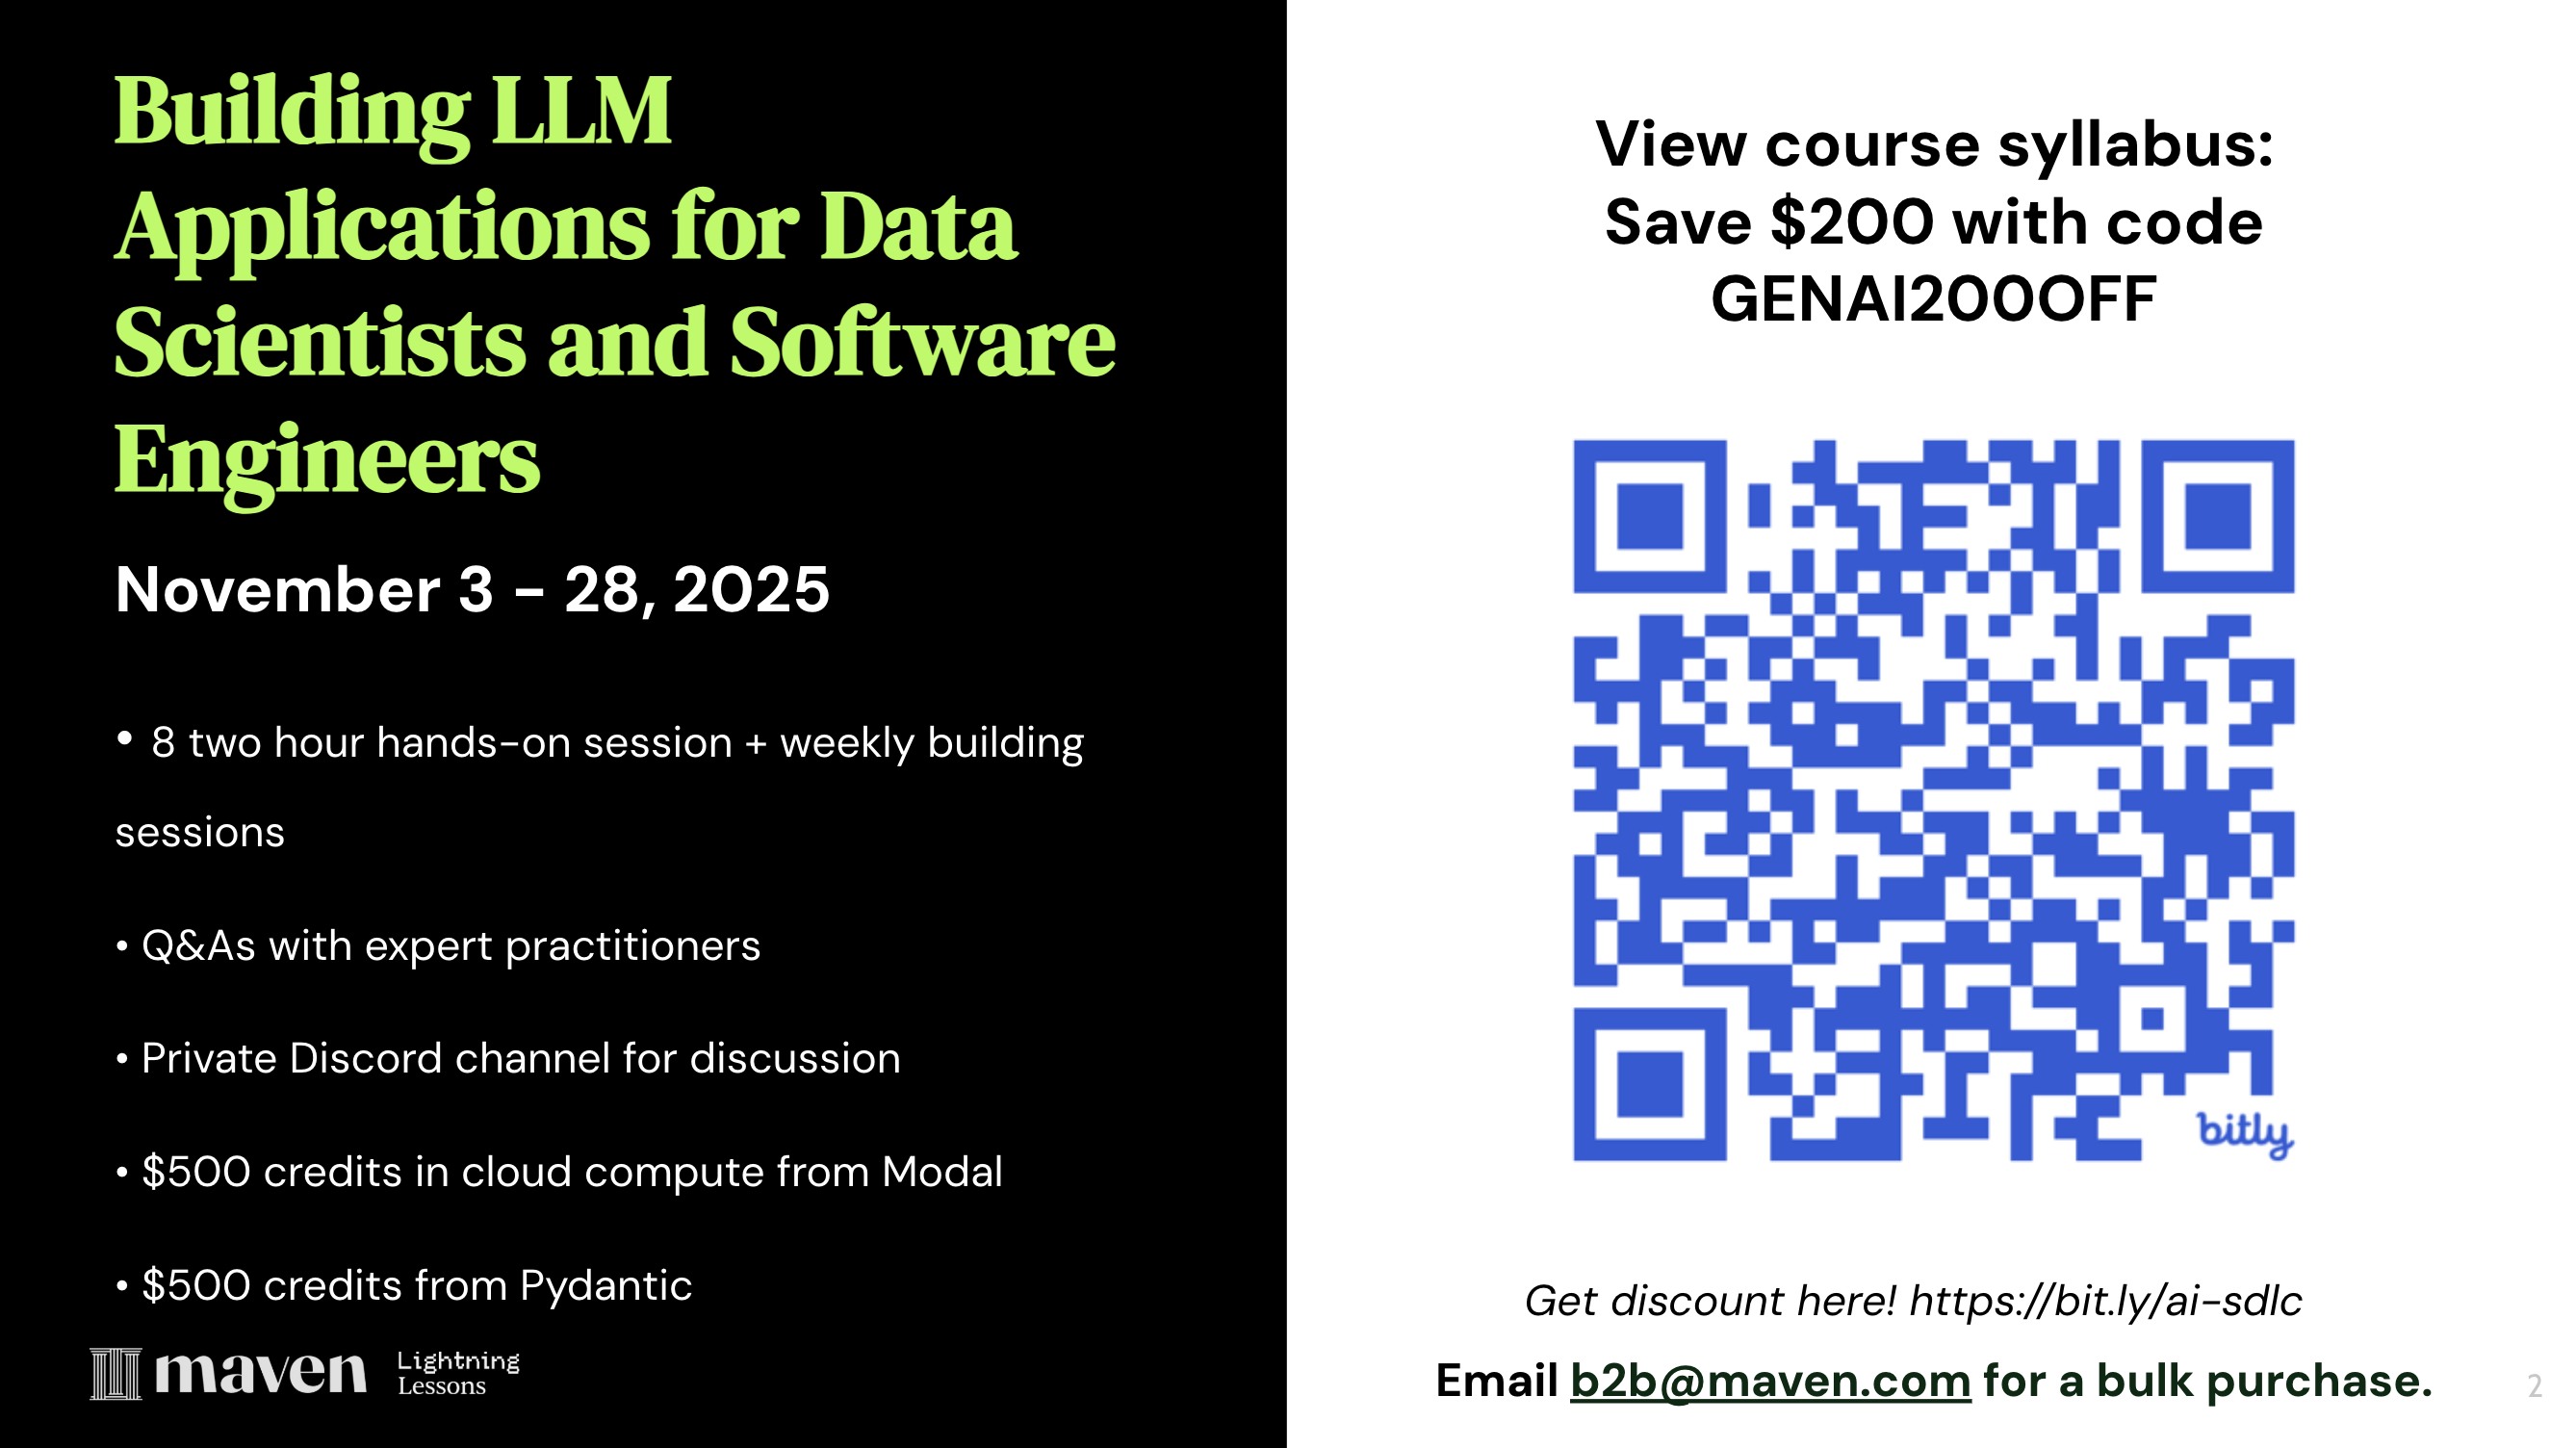 Building LLM
Applications for Data
Scientists and Software
Engineers
November 3 - 28, 2025
• 8 two hour hands-on session + weekly building
sessions
• Q&As with expert practitioners
• Private Discord channel for discussion
• $500 credits in cloud compute from Modal
• $500 credits from Pydantic
maven Lightning
Lessons
View course syllabus:
Save $200 with code
GENAI200OFF
bitly
Get discount here! https://bit.ly/ai-sdlc
Email b2b@maven.com for a bulk purchase.
2